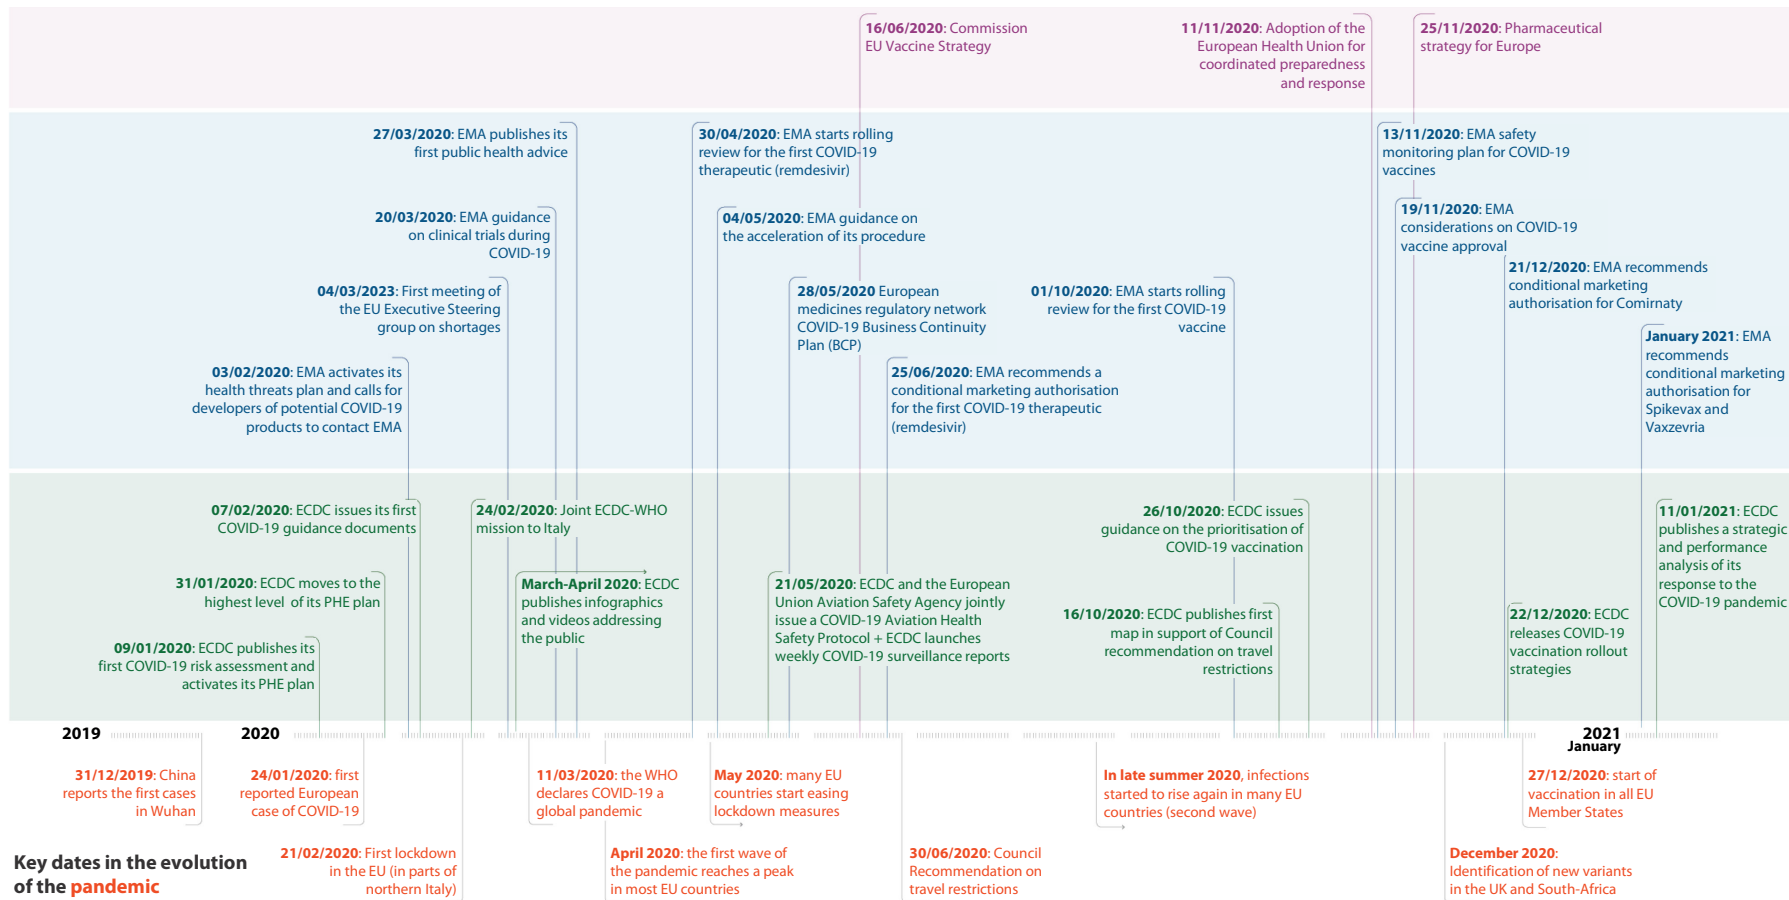 16/06/2020: Commission
EU Vaccine Strategy
11/11/2020: Adoption of the
European Health Union for
coordinated preparedness
and response
25/11/2020: Pharmaceutical
strategy for Europe
27/03/2020: EMA publishes its
first public health advice
30/04/2020: EMA starts rolling
review for the first COVID-19
therapeutic (remdesivir)
13/11/2020: EMA safety
monitoring plan for COVID-19
vaccines
20/03/2020: EMA guidance
on clinical trials during
COVID-19
04/05/2020: EMA guidance on
the acceleration of its procedure
19/11/2020: EMA
considerations on COVID-19
vaccine approval
21/12/2020: EMA recommends
conditional marketing
authorisation for Comirnaty
04/03/2023: First meeting of
the EU Executive Steering
group on shortages
28/05/2020 European
medicines regulatory network
COVID-19 Business Continuity
Plan (BCP)
01/10/2020: EMA starts rolling
review for the first COVID-19
vaccine
January 2021: EMA
recommends
conditional marketing
authorisation for
Spikevax and
Vaxzevria
03/02/2020: EMA activates its
health threats plan and calls for
developers of potential COVID-19
products to contact EMA
25/06/2020: EMA recommends a
conditional marketing authorisation
for the first COVID-19 therapeutic
(remdesivir)
07/02/2020: ECDC issues its first
COVID-19 guidance documents
24/02/2020: Joint ECDC-WHO
mission to Italy
26/10/2020: ECDC issues
guidance on the prioritisation of
COVID-19 vaccination
11/01/2021: ECDC
publishes a strategic
and performance
analysis of its
response to the
COVID-19 pandemic
31/01/2020: ECDC moves to the
highest level of its PHE plan
March-April 2020: ECDC
publishes infographics
and videos addressing
the public
21/05/2020: ECDC and the European
Union Aviation Safety Agency jointly
issue a COVID-19 Aviation Health
Safety Protocol + ECDC launches
weekly COVID-19 surveillance reports
16/10/2020: ECDC publishes first
map in support of Council
recommendation on travel
restrictions
22/12/2020: ECDC
releases COVID-19
vaccination rollout
strategies
09/01/2020: ECDC publishes its
first COVID-19 risk assessment and
activates its PHE plan
2019
2020
2021
January
31/12/2019: China
reports the first cases
in Wuhan
24/01/2020: first
reported European
case of COVID-19
11/03/2020: the WHO
declares COVID-19 a
global pandemic
May 2020: many EU
countries start easing
lockdown measures
In late summer 2020, infections
started to rise again in many EU
countries (second wave)
27/12/2020: start of
vaccination in all EU
Member States
Key dates in the evolution
of the pandemic
21/02/2020: First lockdown
in the EU (in parts of
northern Italy)
April 2020: the first wave of
the pandemic reaches a peak
in most EU countries
30/06/2020: Council
Recommendation on
travel restrictions
December 2020:
Identification of new variants
in the UK and South-Africa